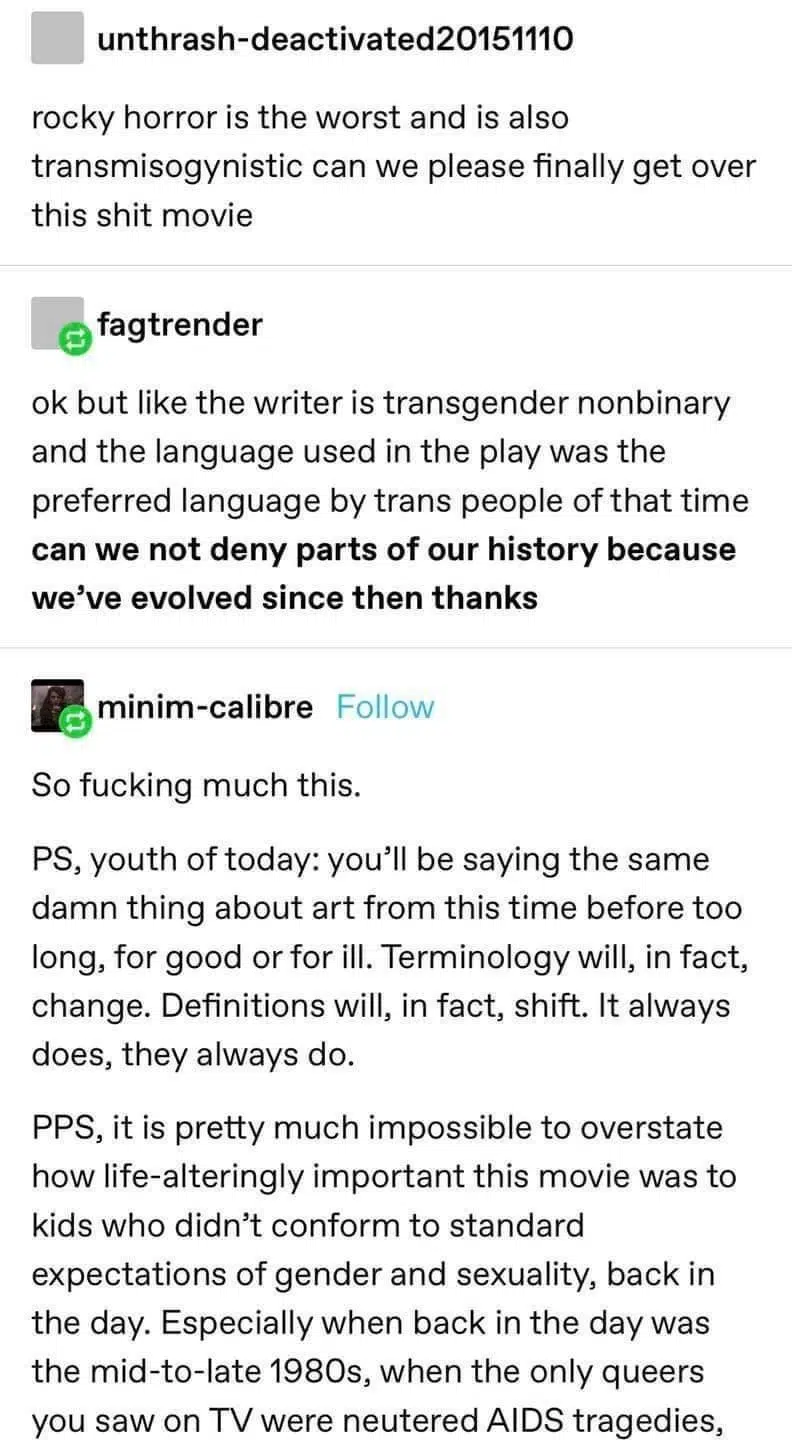 unthrash-deactivated20151110
rocky horror is the worst and is also
transmisogynistic can we please finally get over
this shit movie
fagtrender
ok but like the writer is transgender nonbinary
and the language used in the play was the
preferred language by trans people of that time
can we not deny parts of our history because
we’ve evolved since then thanks
minim-calibre Follow
So fucking much this.
PS, youth of today: you’ll be saying the same
damn thing about art from this time before too
long, for good or for ill. Terminology will, in fact,
change. Definitions will, in fact, shift. It always
does, they always do.
PPS, it is pretty much impossible to overstate
how life-alteringly important this movie was to
kids who didn’t conform to standard
expectations of gender and sexuality, back in
the day. Especially when back in the day was
the mid-to-late 1980s, when the only queers
you saw on TV were neutered AIDS tragedies,